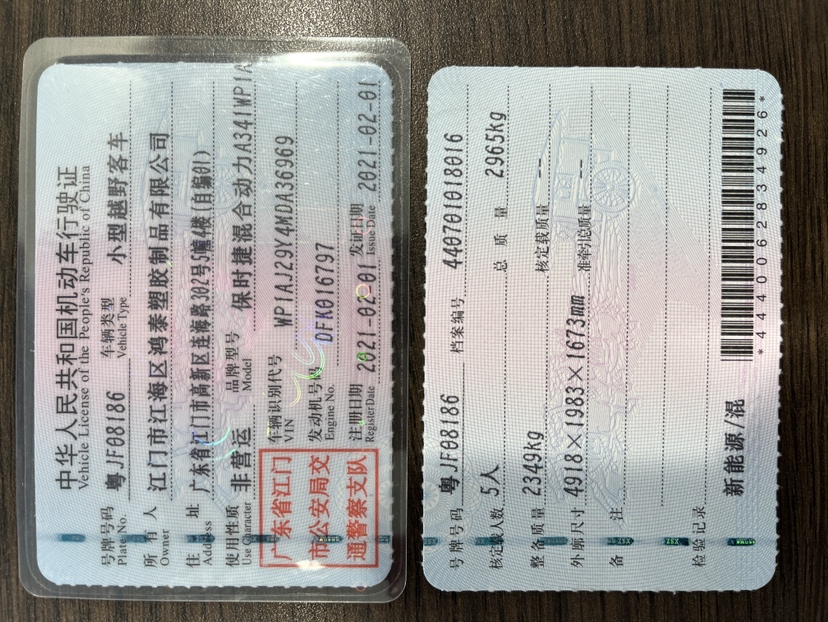 中华人民共和国机动车行驶证
Vehicle License of the People's Republic of China
号牌号码 粤JF08186 车辆类型 小型越野客车
Plate No. Vehicle Type
所有人 江门市江海区鸿泰塑胶制品有限公司
Owner
住址 广东省江门市高新区连海路302号5幢4楼(自编01)
Address
使用性质 非营运 品牌型号 保时捷混合动力A341WP1A
Use Character Model
广东省江门
市公安局交
通警察支队
车辆识别代号 WP1AJ29Y4MDA36969
VIN
发动机号码 DFK016797
Engine No.
注册日期 2021-02-01 发证日期 2021-02-01
Register Date Issue Date
号牌号码 粤JF08186 档案编号 440701018016
核定载人数 5人 总质量 2965kg
整备质量 2349kg 核定载质量 --
外廓尺寸 4918×1983×1673mm 准牵引总质量 --
备注
检验记录 新能源/混
*4440062834926*